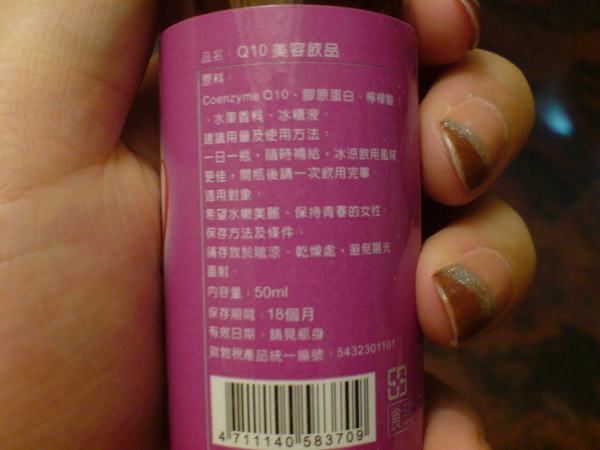 品名：Q10 美容飲品
原料：
Coenzyme Q10、膠原蛋白、檸檬酸
、水果香料、冰糖液。
建議用量及使用方法：
一日一瓶，隨時補給，冰涼飲用風味
更佳，開瓶後請一次飲用完畢。
適用對象：
希望水嫩美麗、保持青春的女性。
保存方法及條件：
請存放於陰涼、乾燥處，避免陽光
直射。
內容量：50ml
保存期間：18個月
有效日期：請見瓶身
貨物稅產品統一編號：5432301101
4 711140 583709